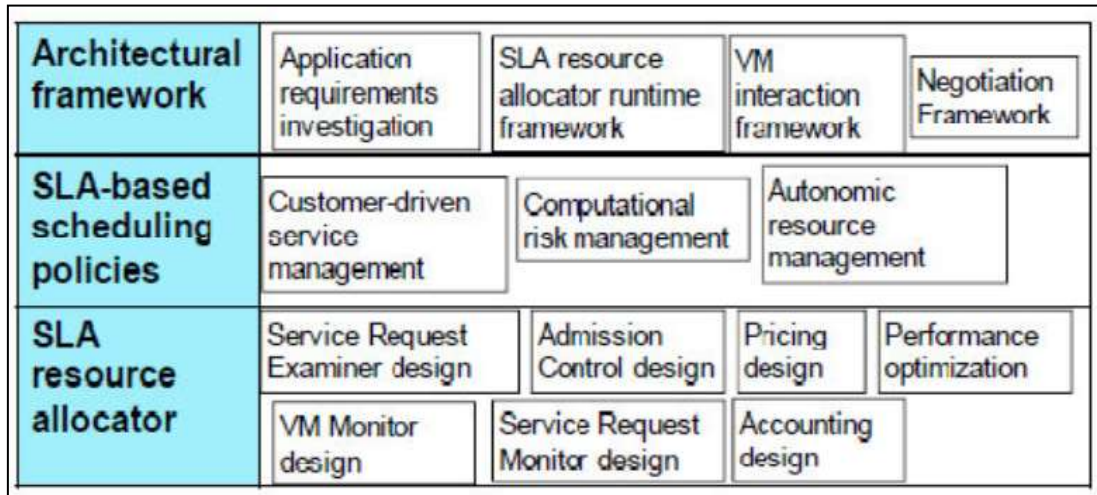 Architectural
framework
Application
requirements
investigation
SLA resource
allocator runtime
framework
VM
interaction
framework
Negotiation
Framework
SLA-based
scheduling
policies
Customer-driven
service
management
Computational
risk management
Autonomic
resource
management
SLA
resource
allocator
Service Request
Examiner design
Admission
Control design
Pricing
design
Performance
optimization
VM Monitor
design
Service Request
Monitor design
Accounting
design